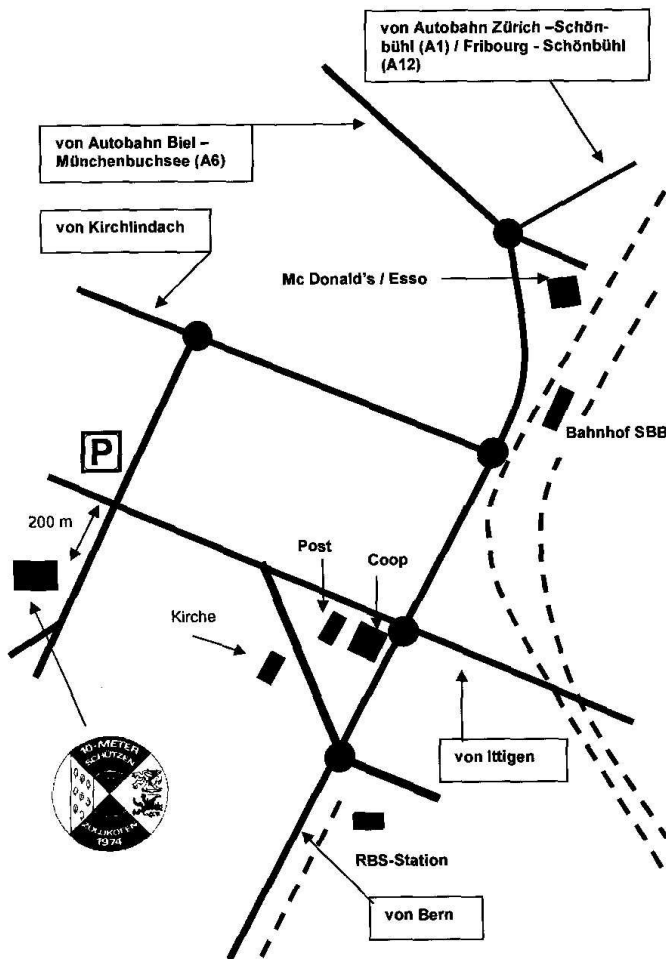 von Autobahn Zürich –Schön-
bühl (A1) / Fribourg - Schönbühl
(A12)
von Autobahn Biel –
Münchenbuchsee (A6)
von Kirchlindach
Mc Donald's / Esso
Bahnhof SBB
P
200 m
Post
Coop
Kirche
von Ittigen
10-METER
SCHÜTZEN
ZOLLIKOFEN
1974
RBS-Station
von Bern